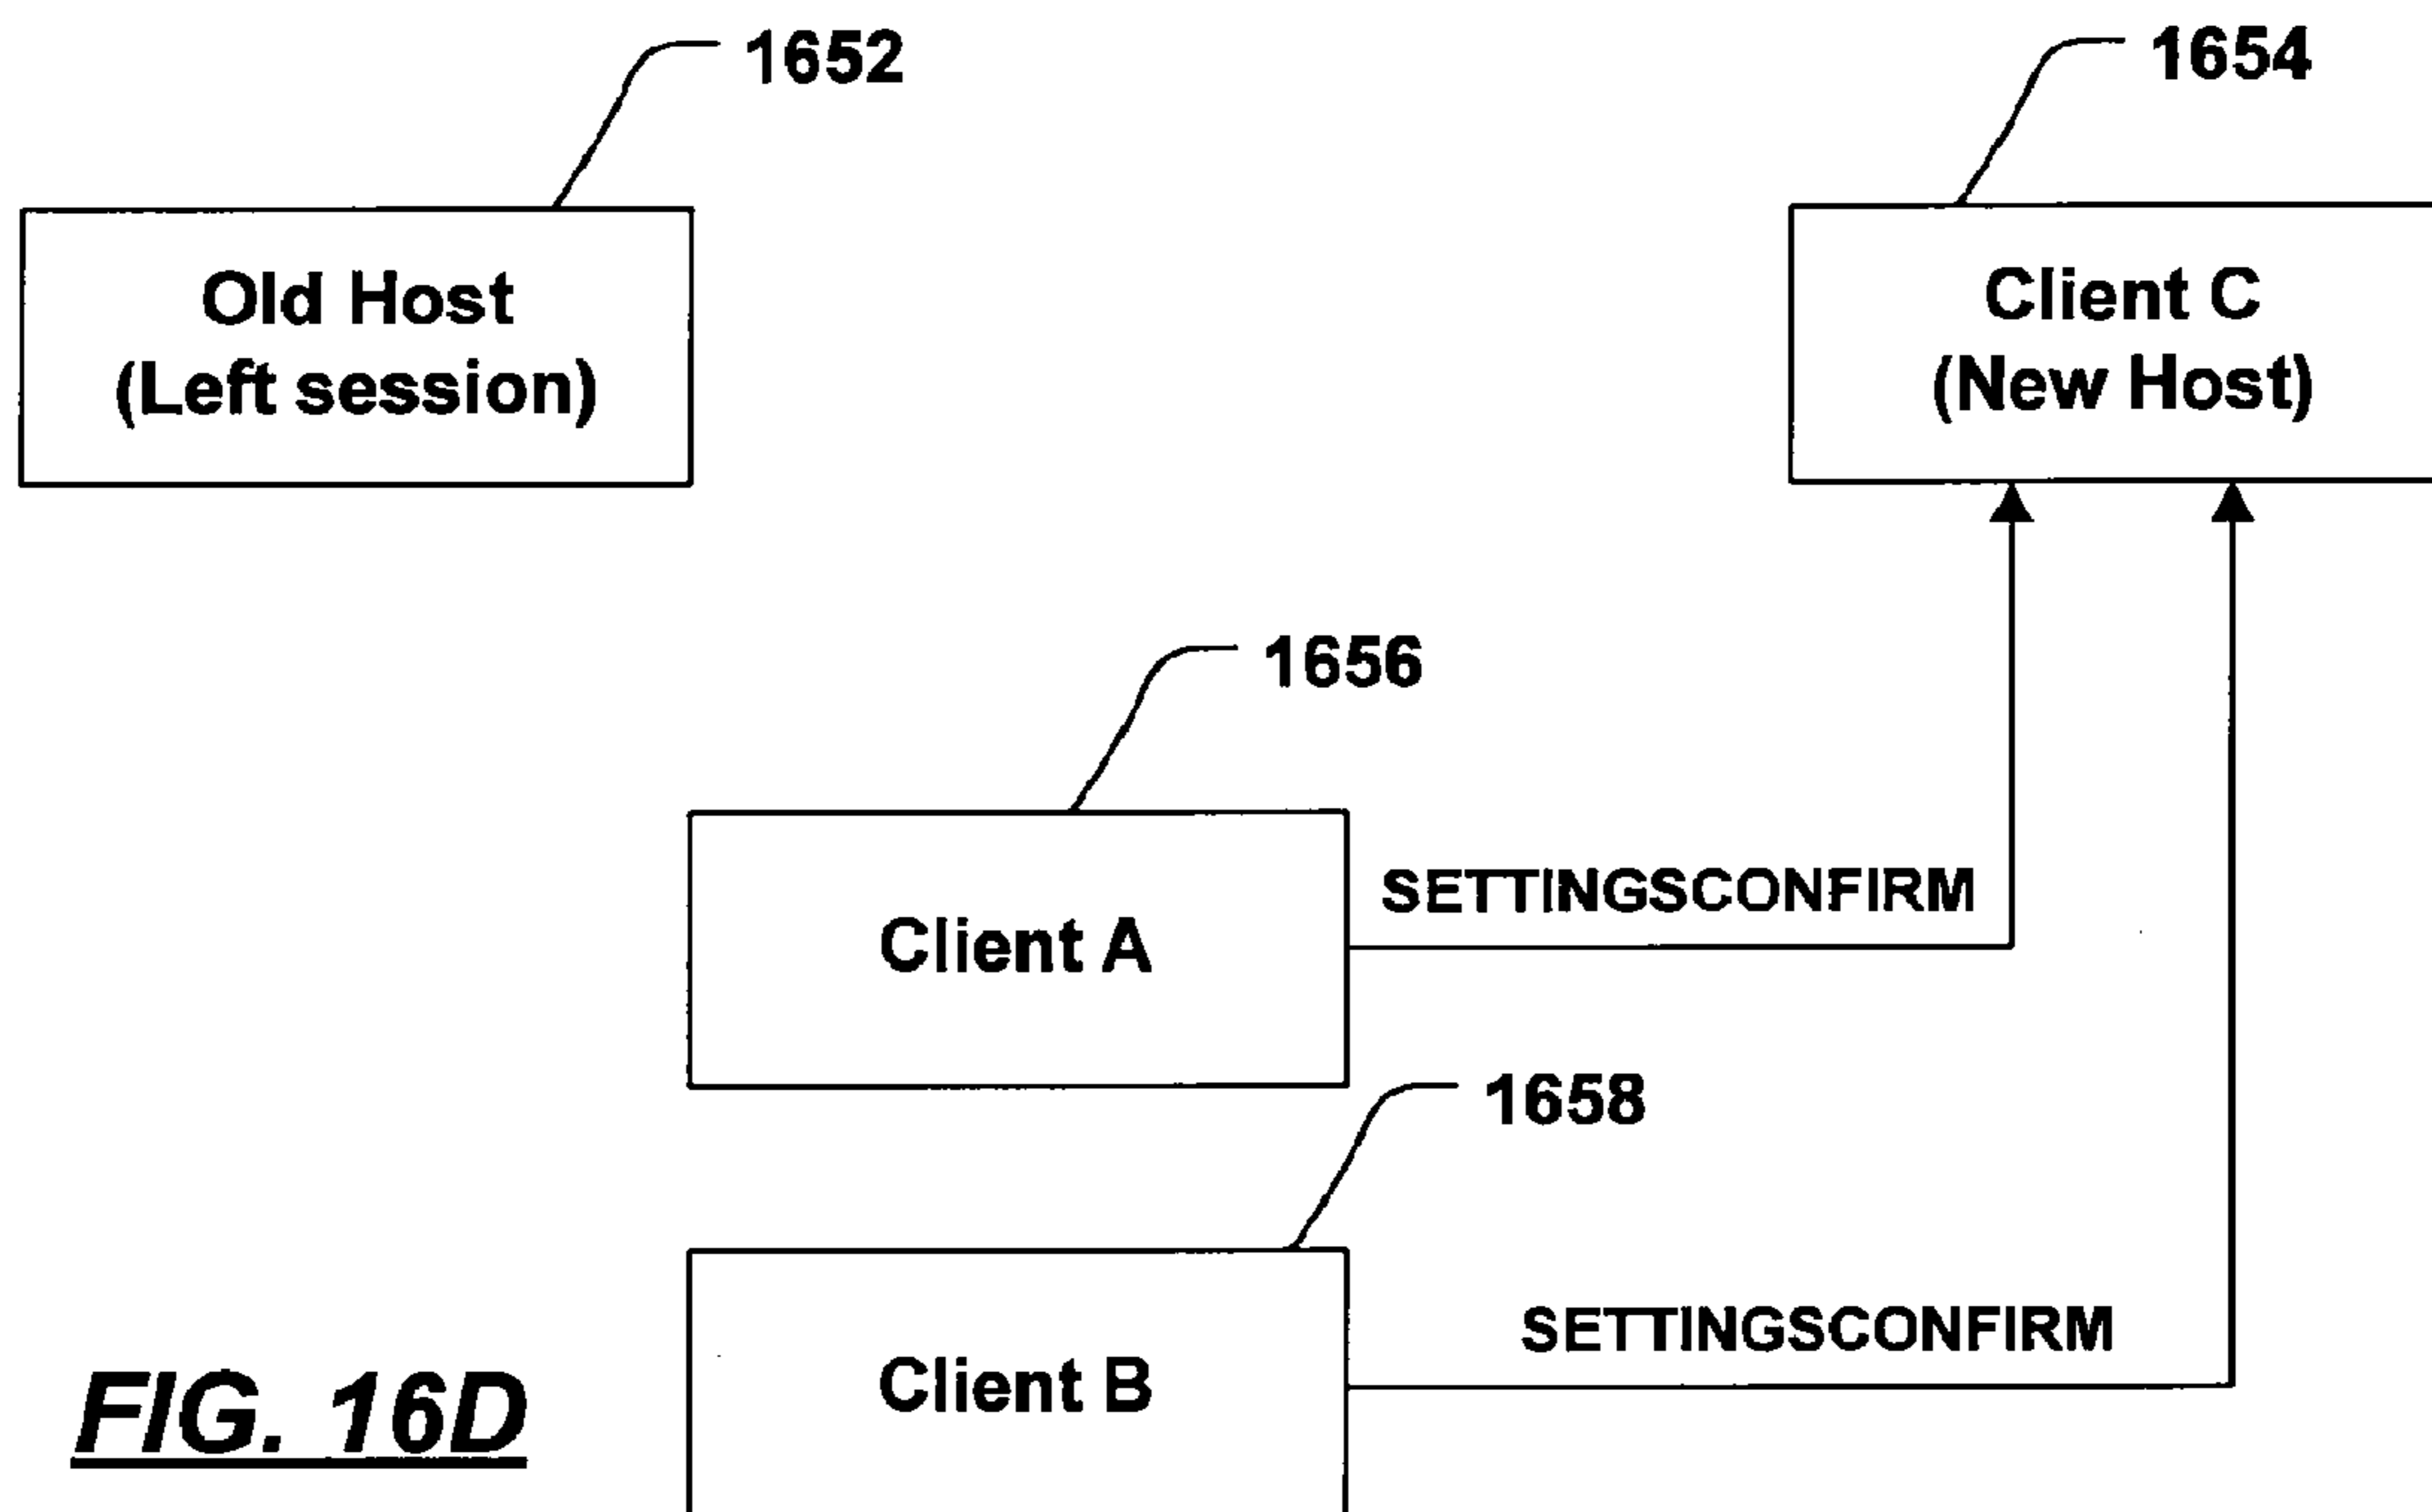 1652
1654
Old Host
(Left session)
Client C
(New Host)
1656
Client A
SETTINGSCONFIRM
1658
Client B
SETTINGSCONFIRM
FIG. 16D